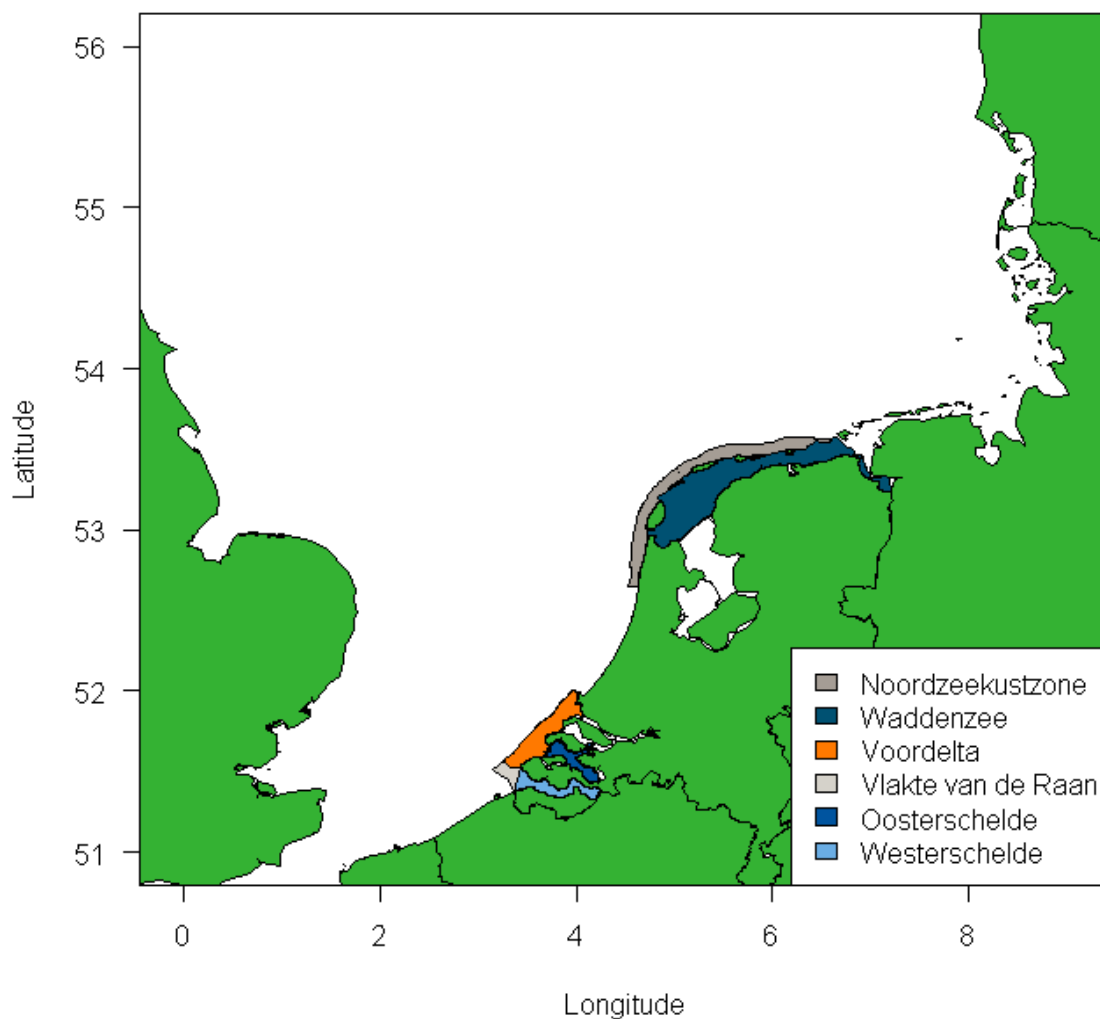 56
55
54
53
52
51
Latitude
Noordzeekustzone
Waddenzee
Voordelta
Vlakte van de Raan
Oosterschelde
Westerschelde
0 2 4 6 8
Longitude